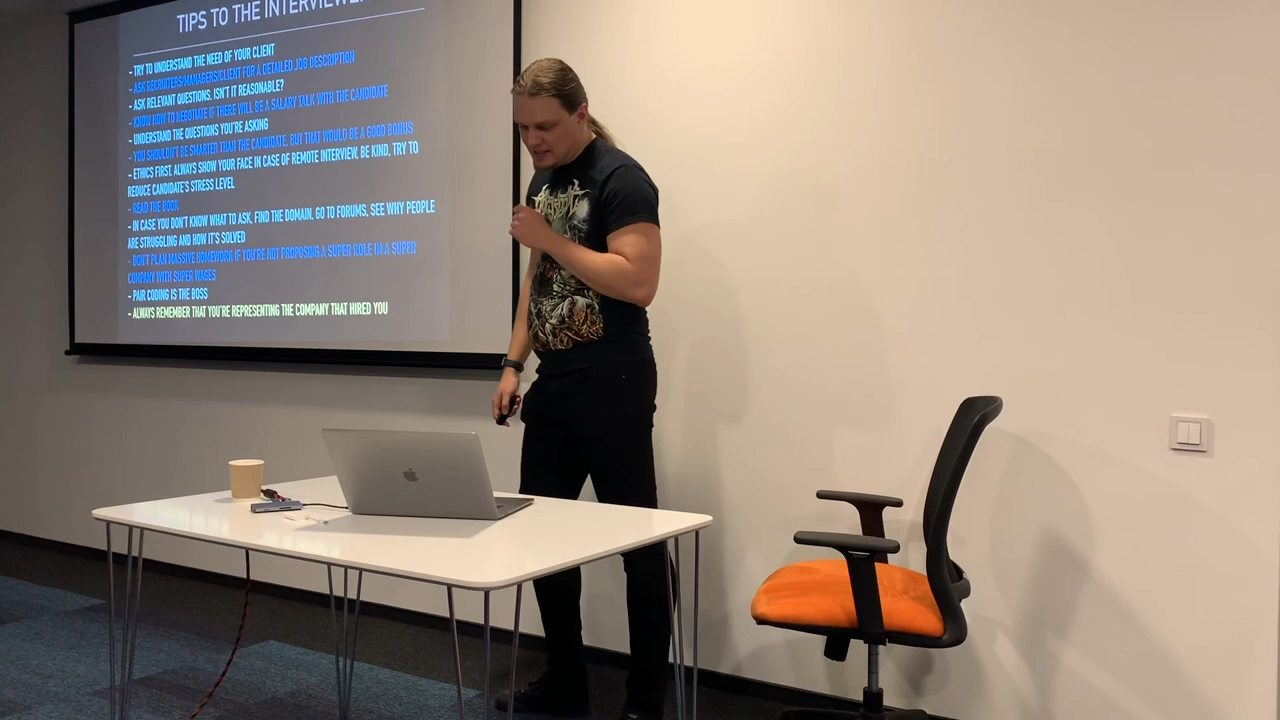 TIPS TO THE INTERVIEWER
- TRY TO UNDERSTAND THE NEED OF YOUR CLIENT
- ASK RECRUITERS/MANAGERS/CLIENT FOR A DETAILED JOB DESCRIPTION
- ASK RELEVANT QUESTIONS. ISN'T IT REASONABLE?
- KNOW HOW TO NEGOTIATE IF THERE WILL BE A SALARY TALK WITH THE CANDIDATE
- UNDERSTAND THE QUESTIONS YOU'RE ASKING
- YOU SHOULDN'T BE SMARTER THAN THE CANDIDATE, BUT THAT WOULD BE A GOOD BONUS
- ETHICS FIRST. ALWAYS SHOW YOUR FACE IN CASE OF REMOTE INTERVIEW. BE KIND, TRY TO
REDUCE CANDIDATE'S STRESS LEVEL
- READ THE BOOK
- IN CASE YOU DON'T KNOW WHAT TO ASK, FIND THE DOMAIN, GO TO FORUMS, SEE WHY PEOPLE
ARE STRUGGLING AND HOW IT'S SOLVED
- DON'T PLAN MASSIVE HOMEWORK IF YOU'RE NOT PROPOSING A SUPER ROLE IN A SUPER
COMPANY WITH SUPER WAGES
- PAIR CODING IS THE BOSS
- ALWAYS REMEMBER THAT YOU'RE REPRESENTING THE COMPANY THAT HIRED YOU